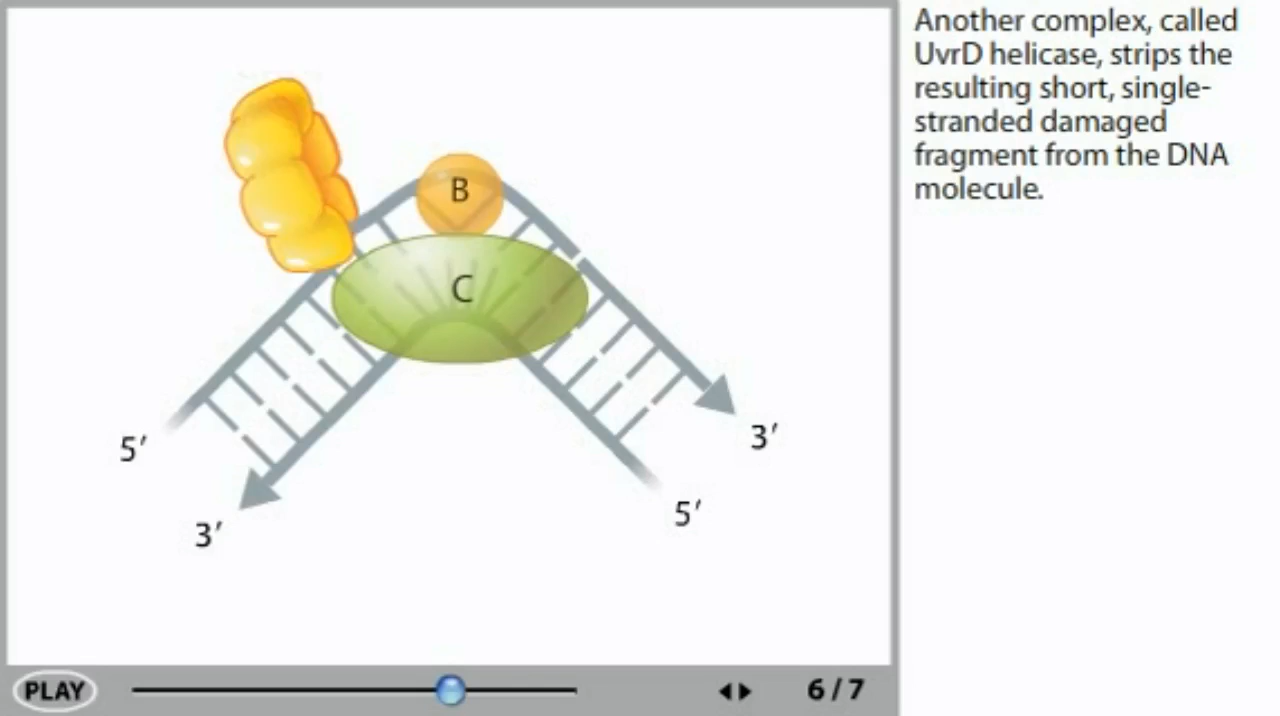 Another complex, called
UvrD helicase, strips the
resulting short, single-
stranded damaged
fragment from the DNA
molecule.
B
C
5′
3′
3′
5′
PLAY
6 / 7